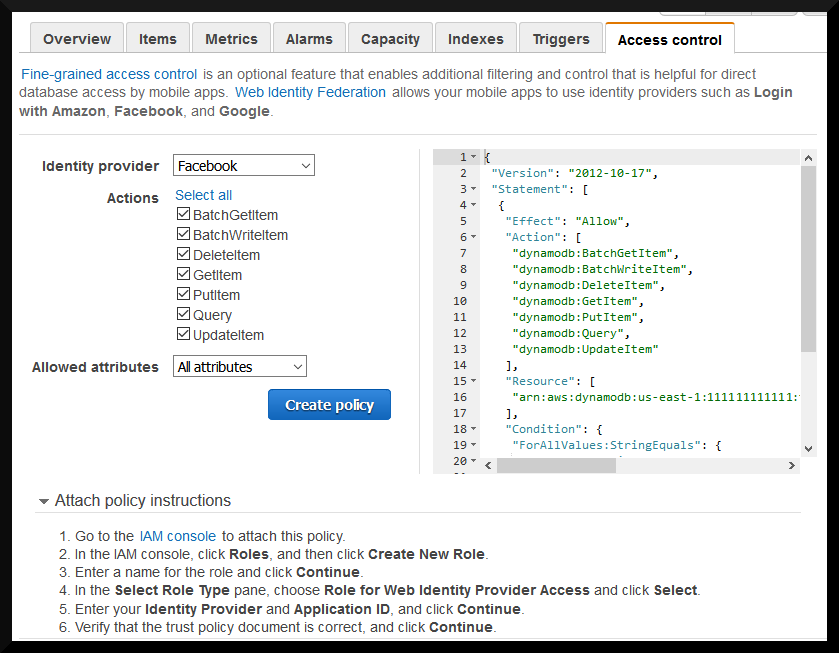 Overview Items Metrics Alarms Capacity Indexes Triggers Access control
Fine-grained access control is an optional feature that enables additional filtering and control that is helpful for direct
database access by mobile apps. Web Identity Federation allows your mobile apps to use identity providers such as Login
with Amazon, Facebook, and Google.
Identity provider Facebook
Actions Select all
BatchGetItem
BatchWriteItem
DeleteItem
GetItem
PutItem
Query
UpdateItem
Allowed attributes All attributes
Create policy
1 {
2 "Version": "2012-10-17",
3 "Statement": [
4 {
5 "Effect": "Allow",
6 "Action": [
7 "dynamodb:BatchGetItem",
8 "dynamodb:BatchWriteItem",
9 "dynamodb:DeleteItem",
10 "dynamodb:GetItem",
11 "dynamodb:PutItem",
12 "dynamodb:Query",
13 "dynamodb:UpdateItem"
14 ],
15 "Resource": [
16 "arn:aws:dynamodb:us-east-1:111111111111:
17 ],
18 "Condition": {
19 "ForAllValues:StringEquals": {
20
Attach policy instructions
1. Go to the IAM console to attach this policy.
2. In the IAM console, click Roles, and then click Create New Role.
3. Enter a name for the role and click Continue.
4. In the Select Role Type pane, choose Role for Web Identity Provider Access and click Select.
5. Enter your Identity Provider and Application ID, and click Continue.
6. Verify that the trust policy document is correct, and click Continue.